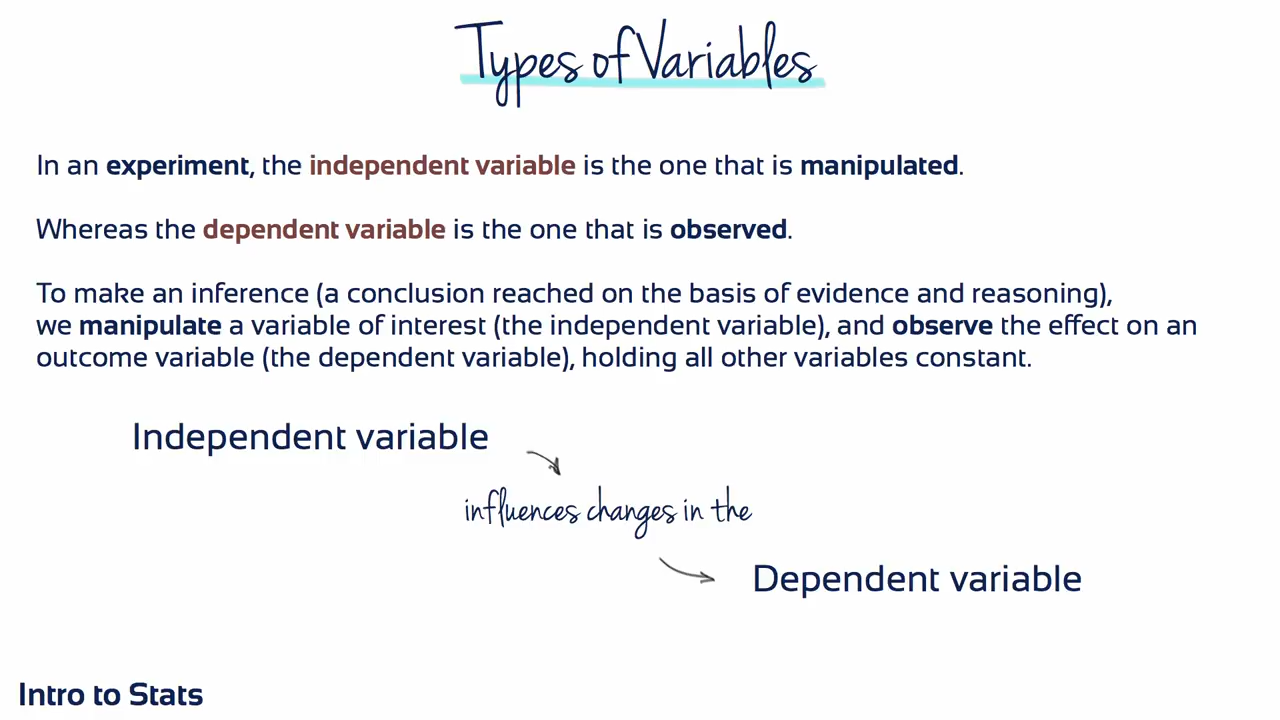 Types of Variables
In an experiment, the independent variable is the one that is manipulated.
Whereas the dependent variable is the one that is observed.
To make an inference (a conclusion reached on the basis of evidence and reasoning),
we manipulate a variable of interest (the independent variable), and observe the effect on an
outcome variable (the dependent variable), holding all other variables constant.
Independent variable
influences changes in the
Dependent variable
Intro to Stats